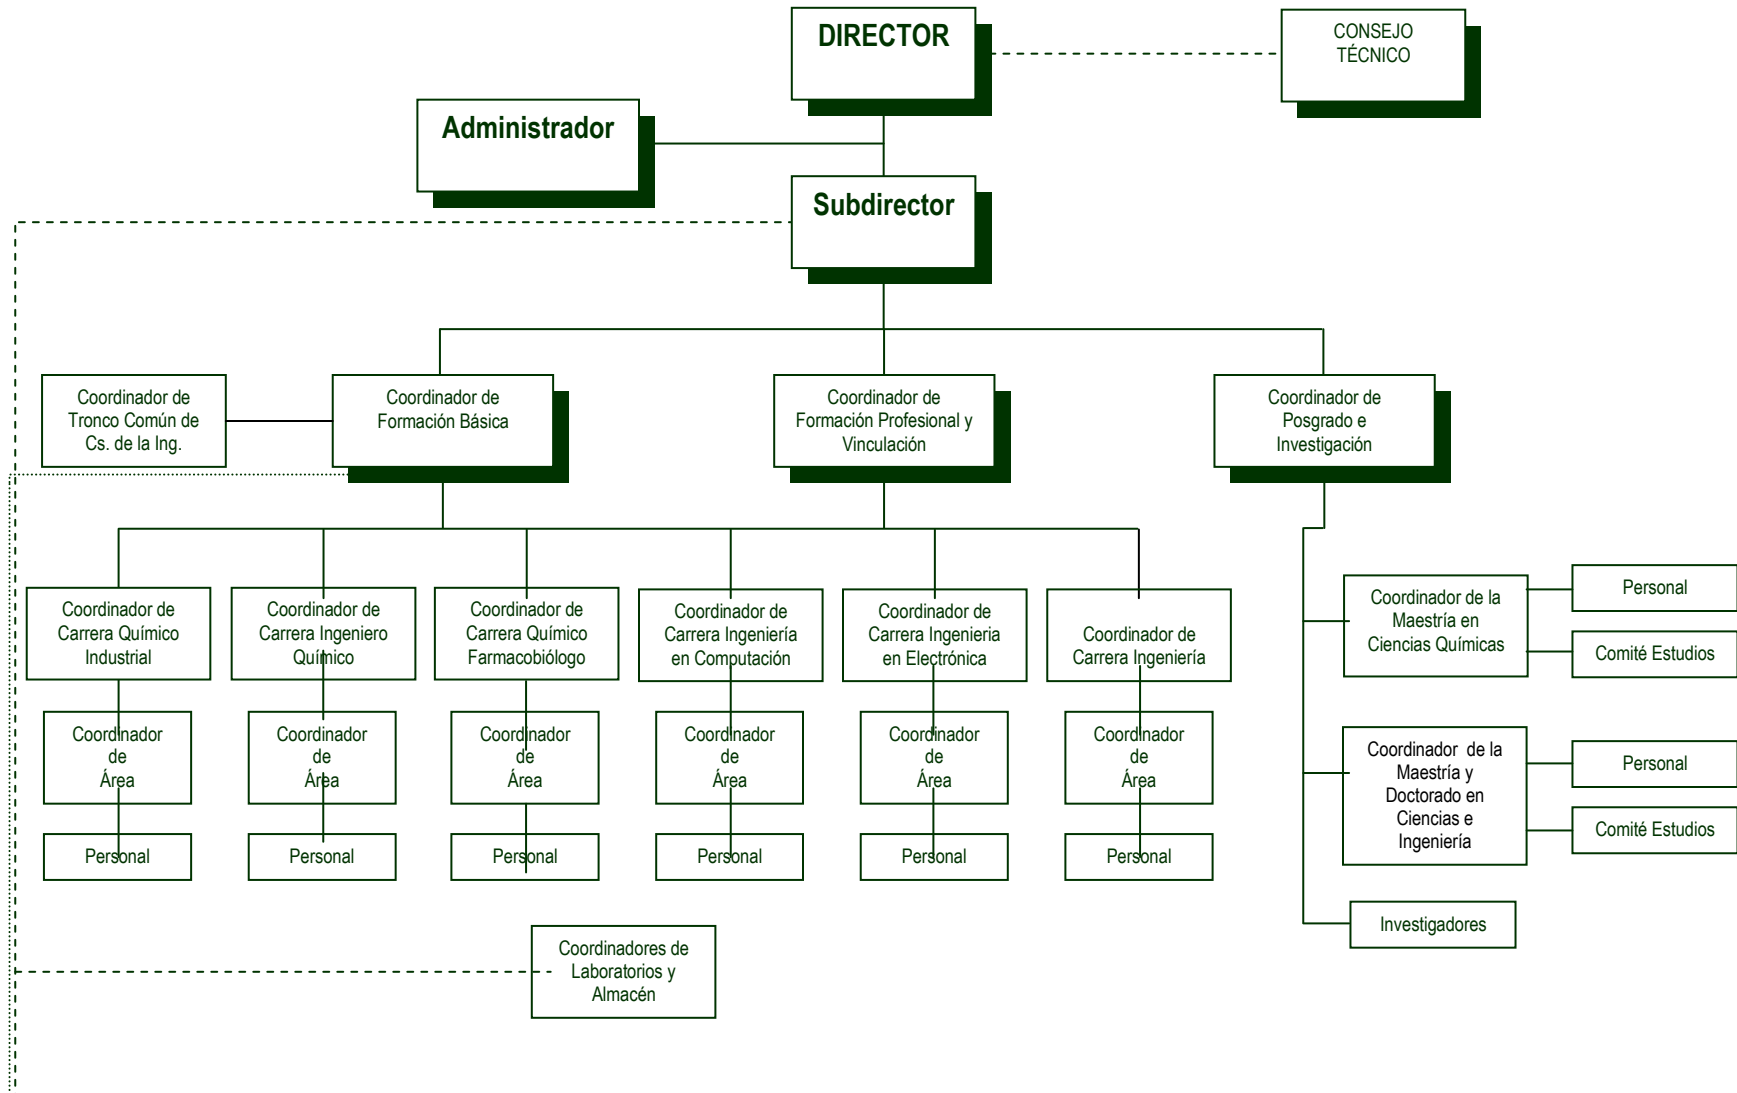 DIRECTOR
CONSEJO
TÉCNICO
Administrador
Subdirector
Coordinador de
Tronco Común de
Cs. de la Ing.
Coordinador de
Formación Básica
Coordinador de
Formación Profesional y
Vinculación
Coordinador de
Posgrado e
Investigación
Coordinador de
Carrera Químico
Industrial
Coordinador de
Carrera Ingeniero
Químico
Coordinador de
Carrera Químico
Farmacobiólogo
Coordinador de
Carrera Ingeniería
en Computación
Coordinador de
Carrera Ingenieria
en Electrónica
Coordinador de
Carrera Ingeniería
Coordinador de la
Maestría en
Ciencias Químicas
Personal
Comité Estudios
Coordinador
de
Área
Coordinador
de
Área
Coordinador
de
Área
Coordinador
de
Área
Coordinador
de
Área
Coordinador
de
Área
Coordinador de la
Maestría y
Doctorado en
Ciencias e
Ingeniería
Personal
Comité Estudios
Personal
Personal
Personal
Personal
Personal
Personal
Investigadores
Coordinadores de
Laboratorios y
Almacén